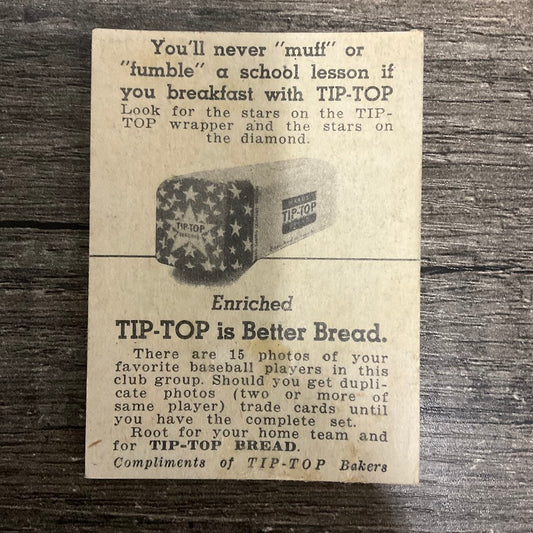 You'll never "muff" or
"fumble" a school lesson if
you breakfast with TIP-TOP
Look for the stars on the TIP-
TOP wrapper and the stars on
the diamond.
TIP-TOP
TIP-TOP
Enriched
TIP-TOP is Better Bread.
There are 15 photos of your
favorite baseball players in this
club group. Should you get dupli-
cate photos (two or more of
same player) trade cards until
you have the complete set.
Root for your home team and
for TIP-TOP BREAD.
Compliments of TIP-TOP Bakers